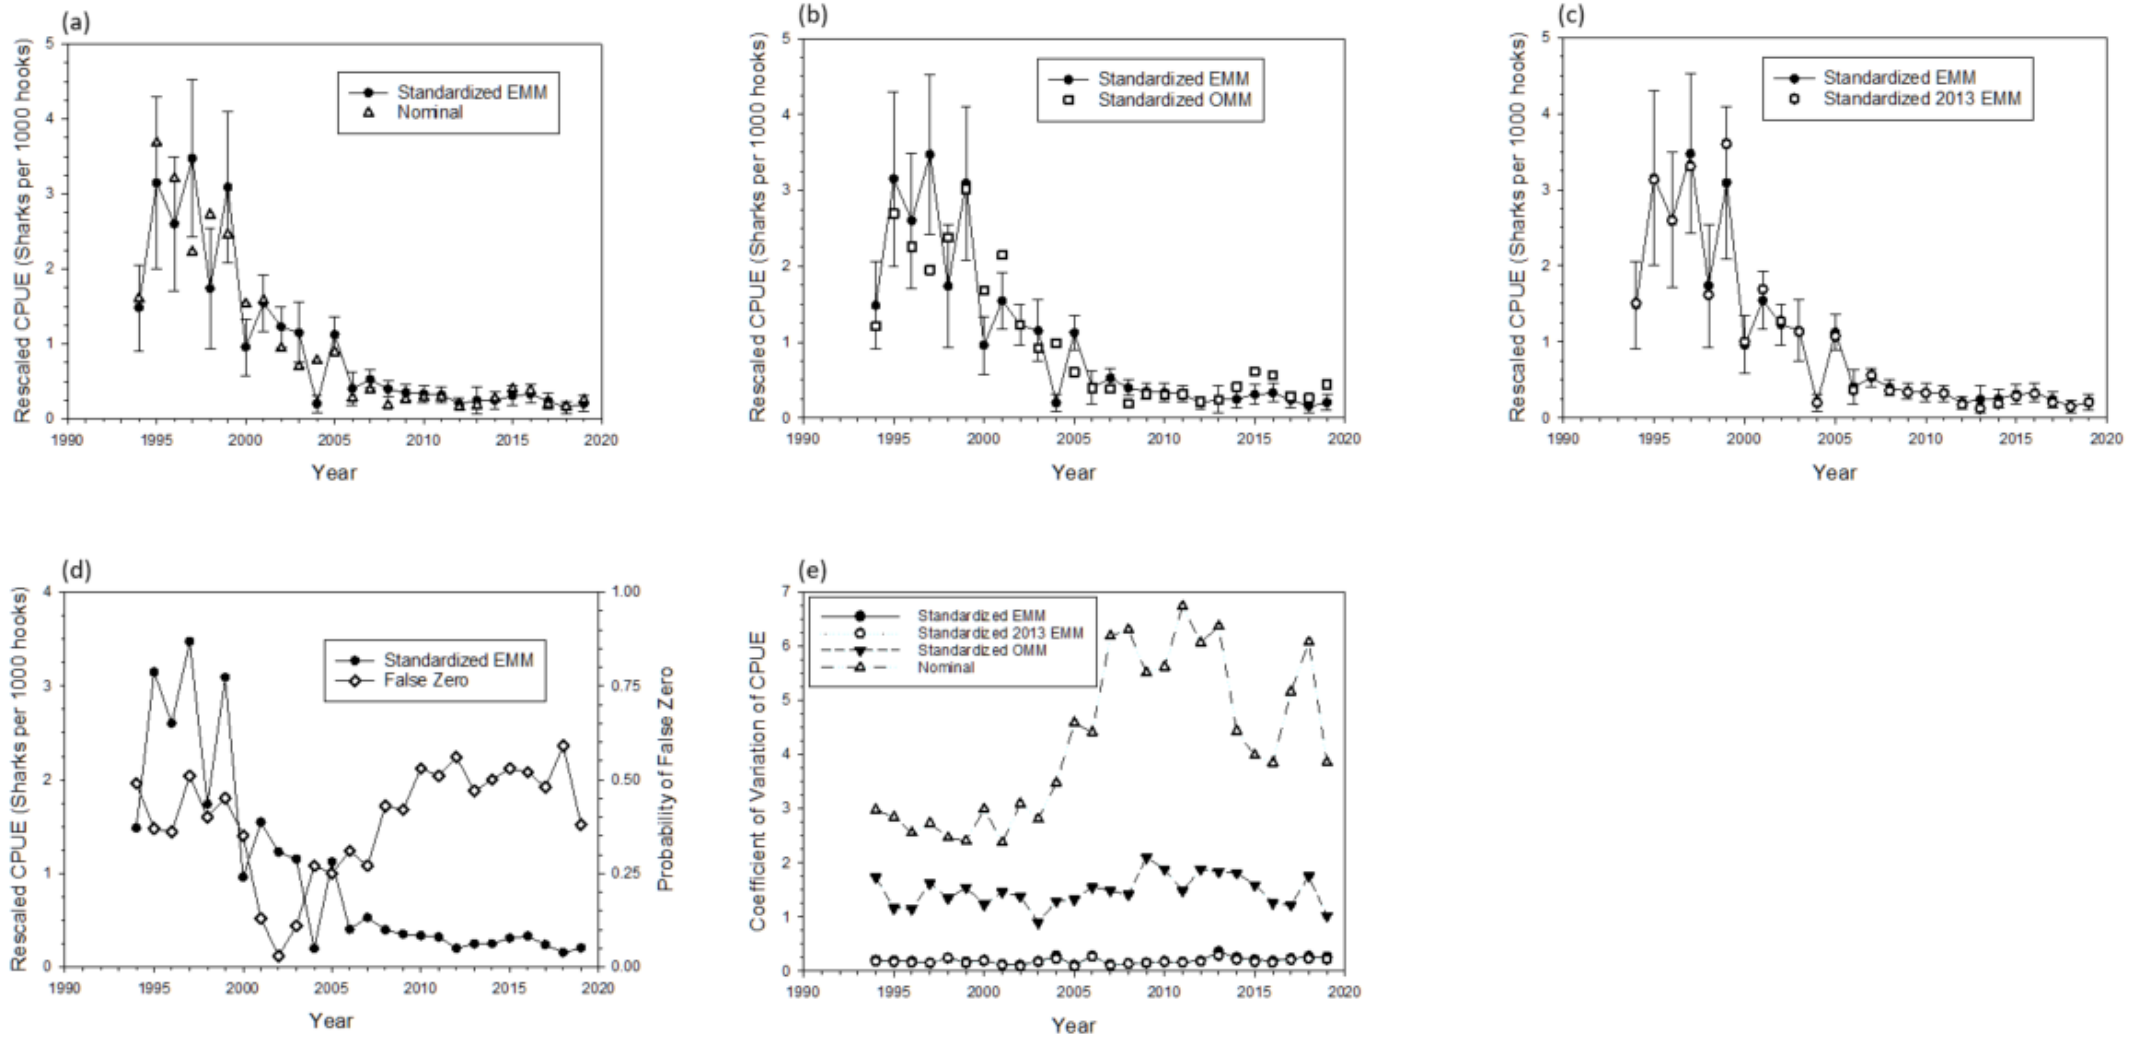 (a)
Rescaled CPUE (Sharks per 1000 hooks)
5
4
3
2
1
0
Standardized EMM
Nominal
1990 1995 2000 2005 2010 2015 2020
Year
(b)
Rescaled CPUE (Sharks per 1000 hooks)
5
4
3
2
1
0
Standardized EMM
Standardized OMM
1990 1995 2000 2005 2010 2015 2020
Year
(c)
Rescaled CPUE (Sharks per 1000 hooks)
5
4
3
2
1
0
Standardized EMM
Standardized 2013 EMM
1990 1995 2000 2005 2010 2015 2020
Year
(d)
Rescaled CPUE (Sharks per 1000 hooks)
4
3
2
1
0
Standardized EMM
False Zero
1.00
0.75
0.50
0.25
0.00
Probability of False Zero
1990 1995 2000 2005 2010 2015 2020
Year
(e)
Coefficient of Variation of CPUE
7
6
5
4
3
2
1
0
Standardized EMM
Standardized 2013 EMM
Standardized OMM
Nominal
1990 1995 2000 2005 2010 2015 2020
Year